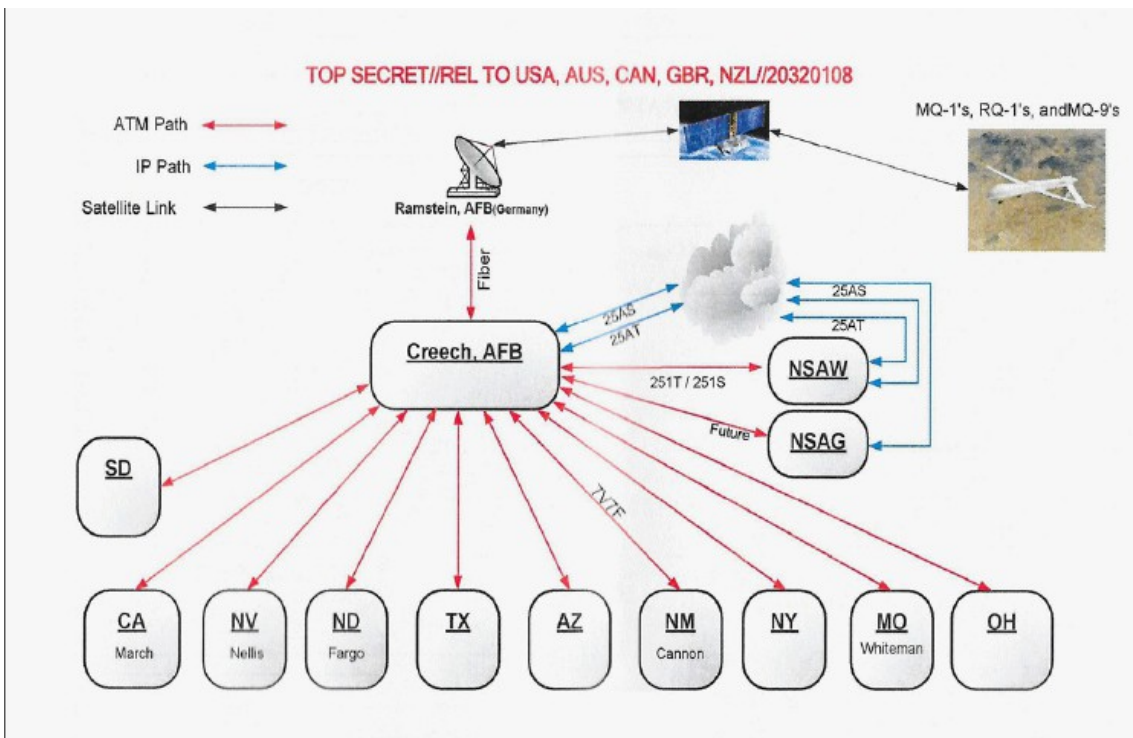 TOP SECRET//REL TO USA, AUS, CAN, GBR, NZL//20320108
ATM Path
IP Path
Satellite Link
MQ-1's, RQ-1's, andMQ-9's
Ramstein, AFB(Germany)
Fiber
25AS
25AT
25AS
25AT
Creech, AFB
251T / 251S
NSAW
Future
NSAG
SD
7V7F
CA
March
NV
Nellis
ND
Fargo
TX
AZ
NM
Cannon
NY
MO
Whiteman
OH